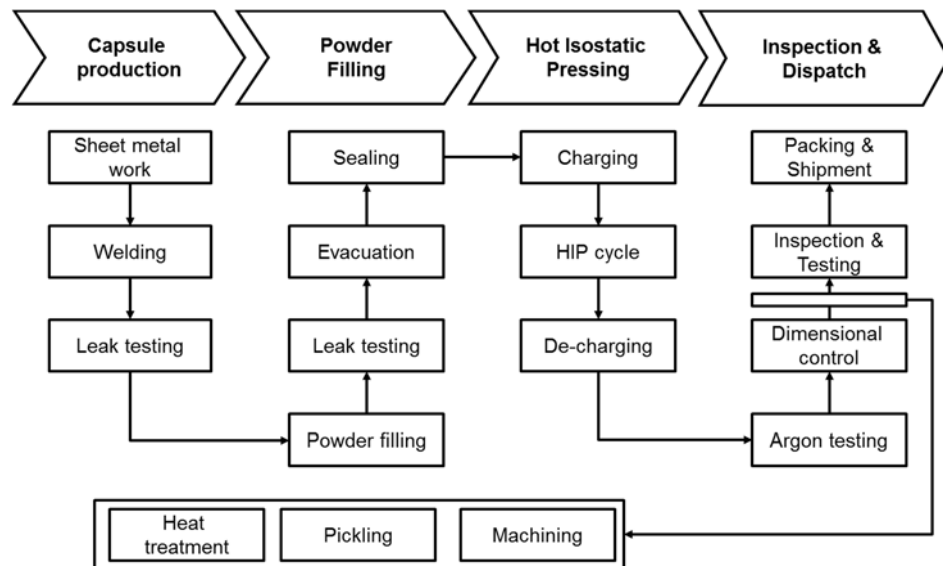 Capsule
production
Powder
Filling
Hot Isostatic
Pressing
Inspection &
Dispatch
Sheet metal
work
Welding
Leak testing
Sealing
Evacuation
Leak testing
Powder filling
Charging
HIP cycle
De-charging
Packing &
Shipment
Inspection &
Testing
Dimensional
control
Argon testing
Heat
treatment
Pickling
Machining